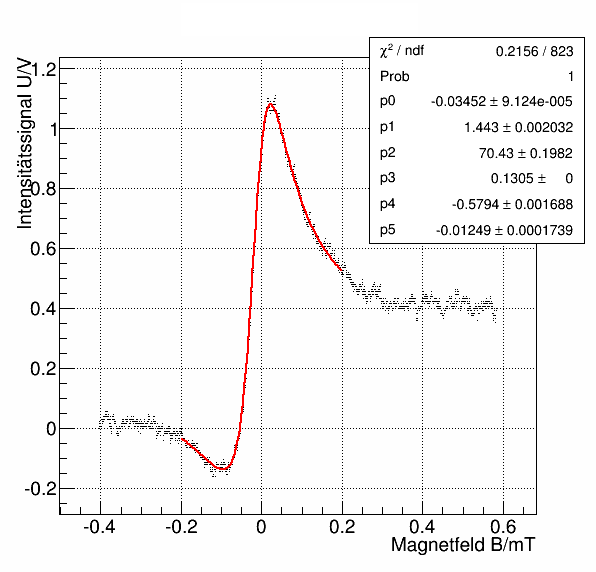 χ² / ndf 0.2156 / 823
Prob 1
p0 -0.03452 ± 9.124e-005
p1 1.443 ± 0.002032
p2 70.43 ± 0.1982
p3 0.1305 ± 0
p4 -0.5794 ± 0.001688
p5 -0.01249 ± 0.0001739
Intensitätssignal U/V
1.2
1
0.8
0.6
0.4
0.2
0
-0.2
-0.4 -0.2 0 0.2 0.4 0.6
Magnetfeld B/mT